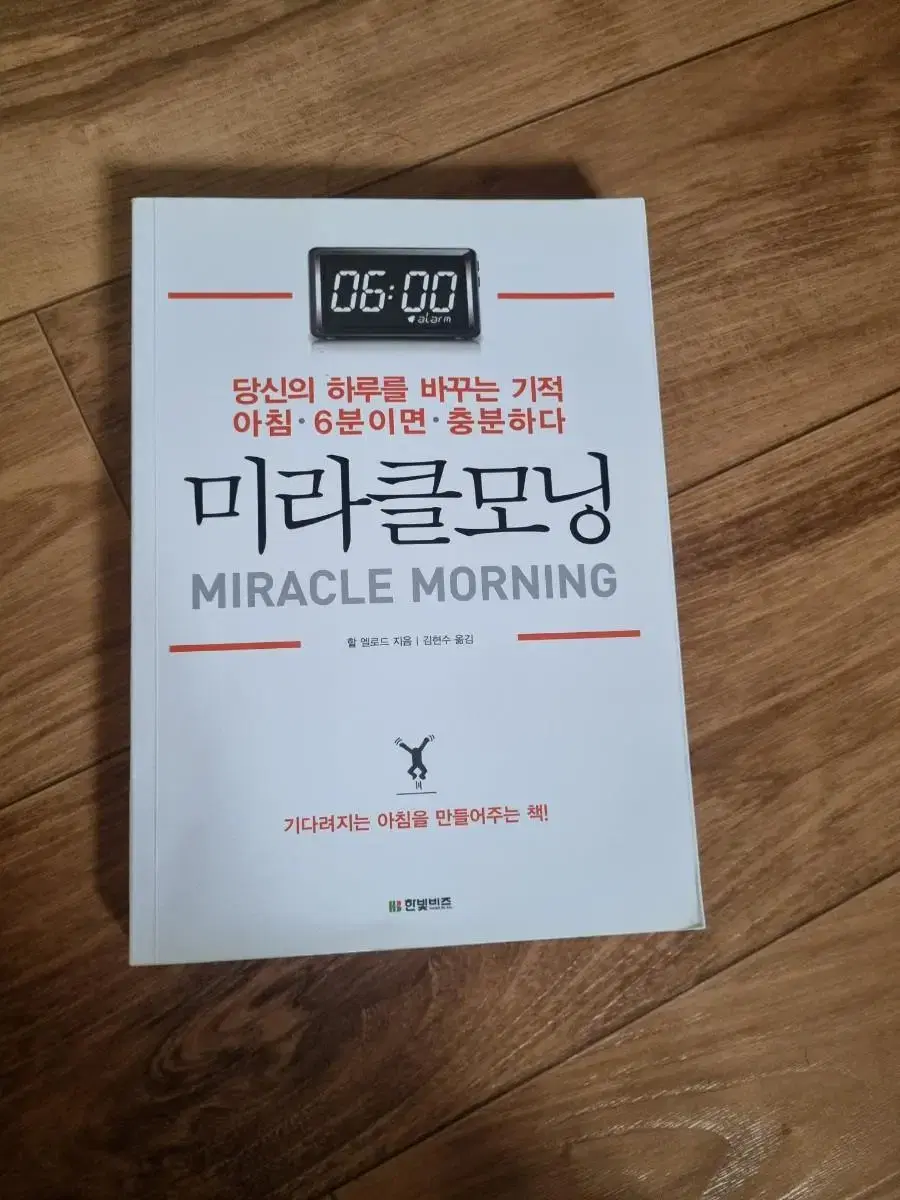 06:00
alarm
당신의 하루를 바꾸는 기적
아침·6분이면·충분하다
미라클모닝
MIRACLE MORNING
할 엘로드 지음 | 김현수 옮김
기다려지는 아침을 만들어주는 책!
HB 한빛비즈